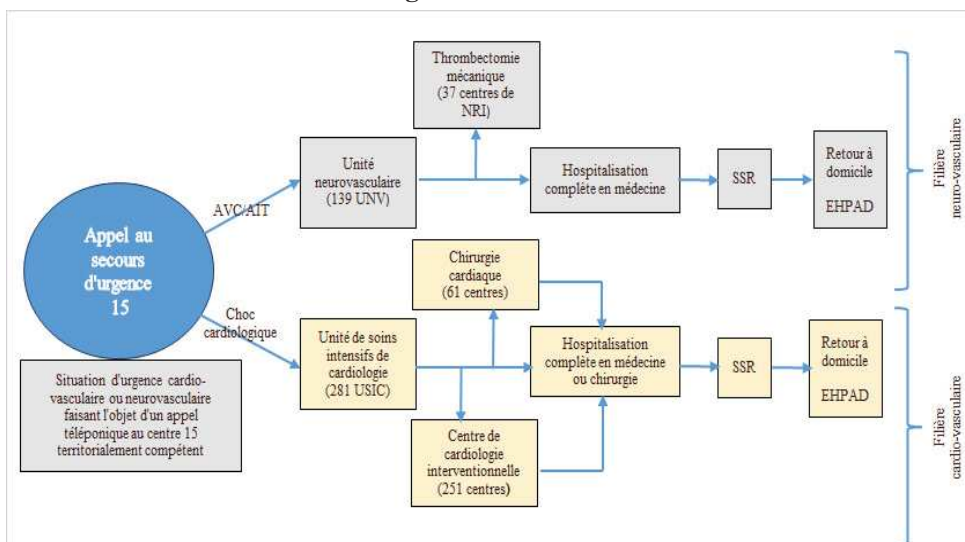 Thrombectomie
mécanique
(37 centres de
NRI)
Unité
neurovasculaire
(139 UNV)
Hospitalisation
complète en médecine
SSR
Retour à
domicile
EHPAD
Filière
neuro-vasculaire
AVC/AIT
Appel au
secours
d'urgence
15
Choc
cardiologique
Chirurgie
cardiaque
(61 centres)
Unité de soins
intensifs de
cardiologie
(281 USIC)
Hospitalisation
complète en médecine
ou chirurgie
SSR
Retour à
domicile
EHPAD
Centre de
cardiologie
interventionnelle
(251 centres)
Filière
cardio-vasculaire
Situation d'urgence cardio-
vasculaire ou neurovasculaire
faisant l'objet d'un appel
téléponique au centre 15
territorialement compétent